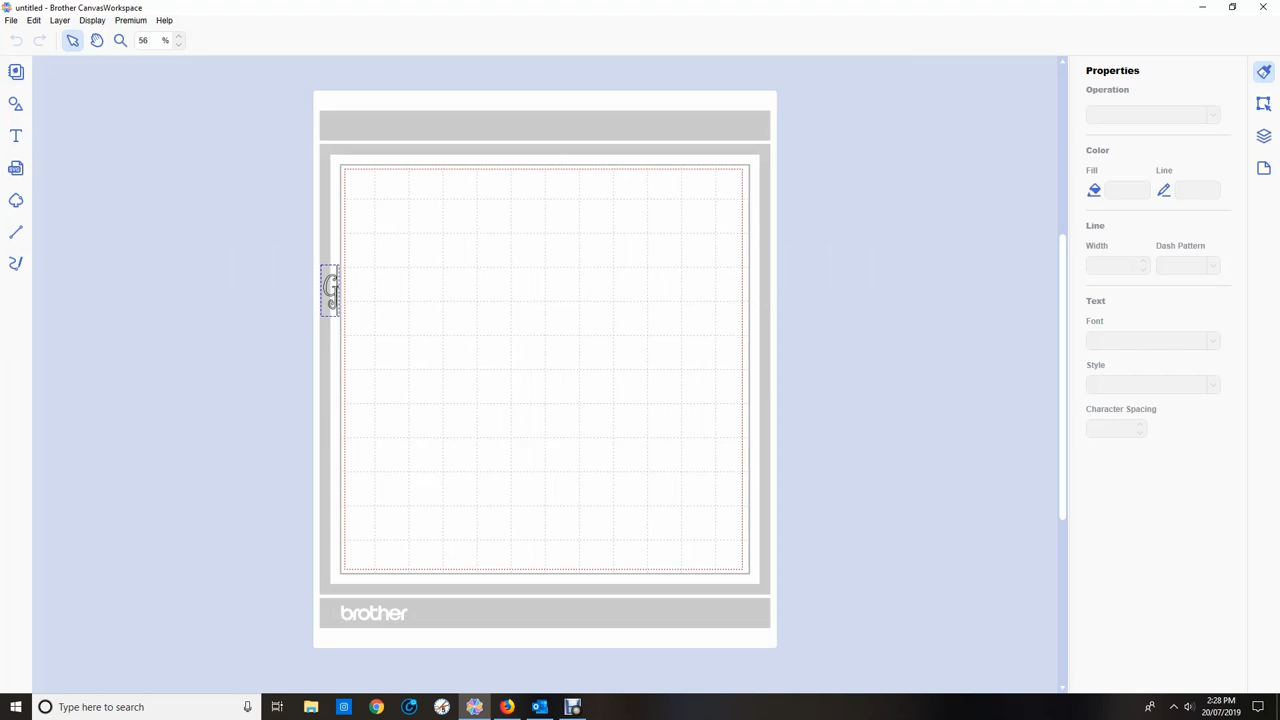 untitled - Brother CanvasWorkspace
File Edit Layer Display Premium Help
56 %
Properties
Operation
Color
Fill Line
Line
Width Dash Pattern
Text
Font
Style
Character Spacing
G
brother
Type here to search
2:28 PM
20/07/2019